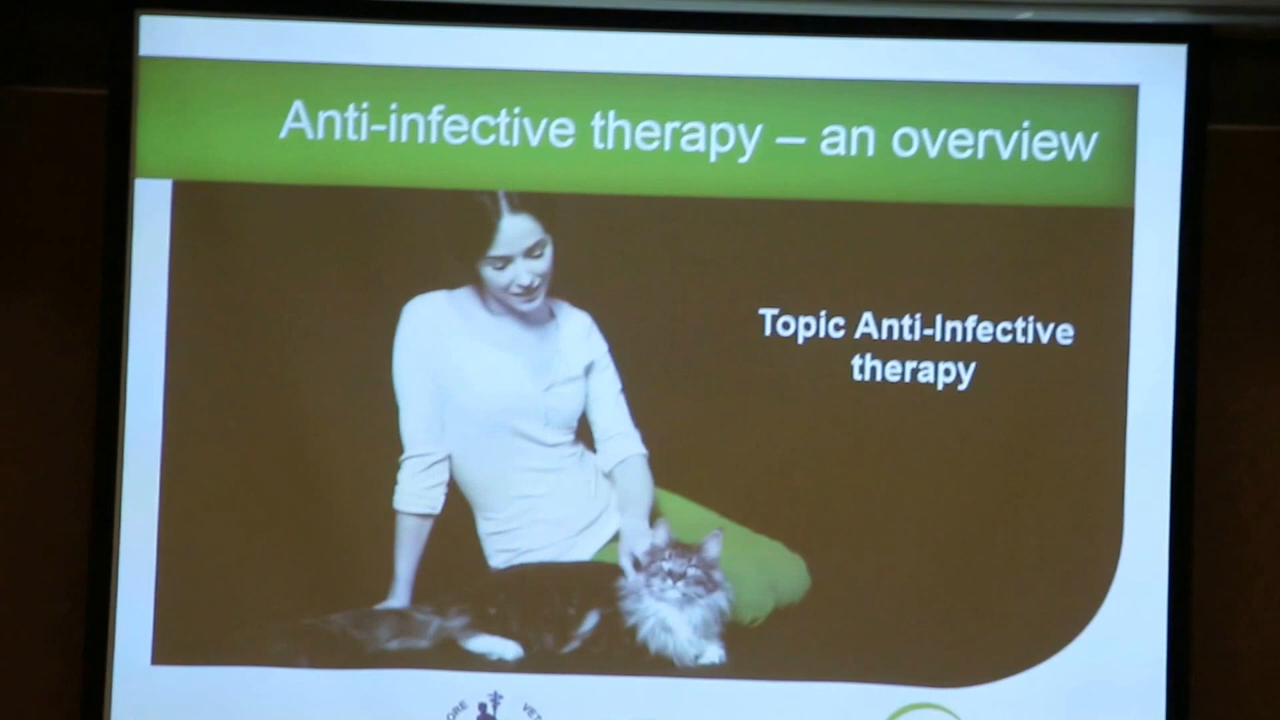 Anti-infective therapy – an overview
Topic Anti-Infective
therapy